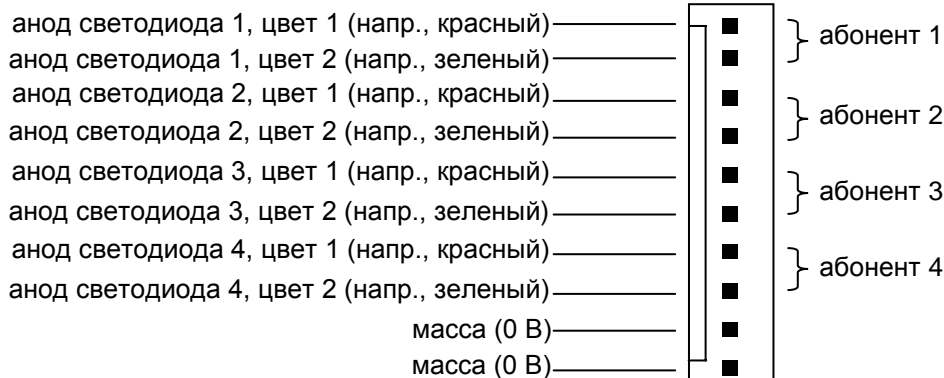 анод светодиода 1, цвет 1 (напр., красный)
анод светодиода 1, цвет 2 (напр., зеленый)
абонент 1
анод светодиода 2, цвет 1 (напр., красный)
анод светодиода 2, цвет 2 (напр., зеленый)
абонент 2
анод светодиода 3, цвет 1 (напр., красный)
анод светодиода 3, цвет 2 (напр., зеленый)
абонент 3
анод светодиода 4, цвет 1 (напр., красный)
анод светодиода 4, цвет 2 (напр., зеленый)
абонент 4
масса (0 В)
масса (0 В)